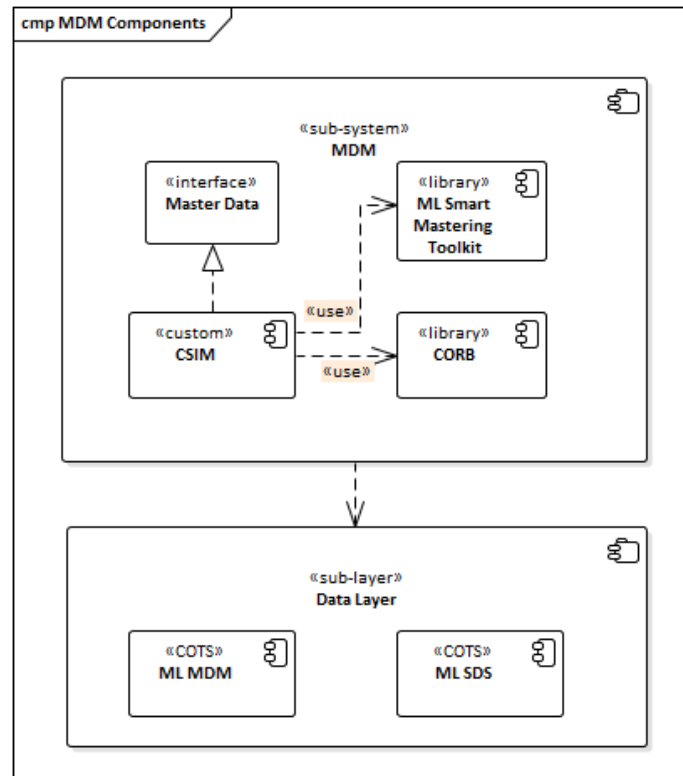 cmp MDM Components
«sub-system»
MDM
«interface»
Master Data
«library»
ML Smart
Mastering
Toolkit
«use»
«custom»
CSIM
«library»
CORB
«use»
«sub-layer»
Data Layer
«COTS»
ML MDM
«COTS»
ML SDS